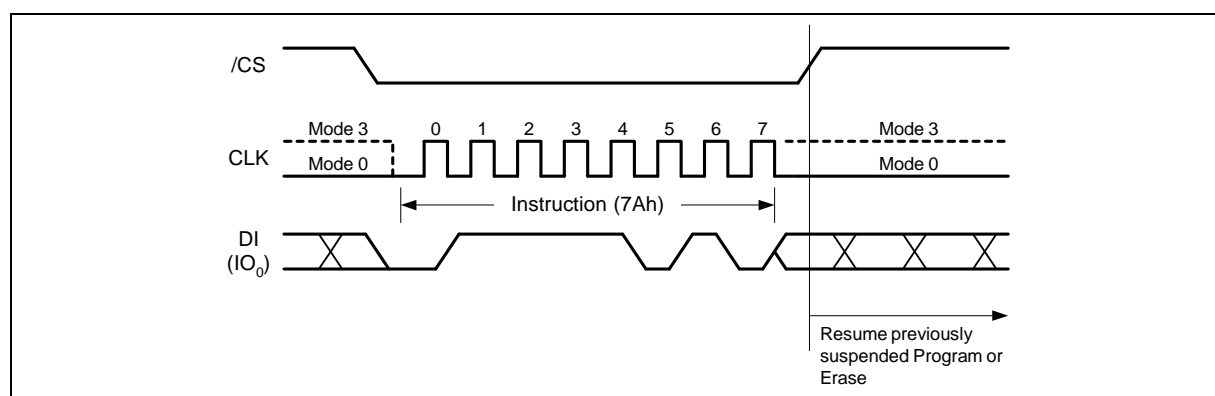 /CS
Mode 3 0 1 2 3 4 5 6 7 Mode 3
CLK
Mode 0 Mode 0
Instruction (7Ah)
DI
(IO0)
Resume previously
suspended Program or
Erase